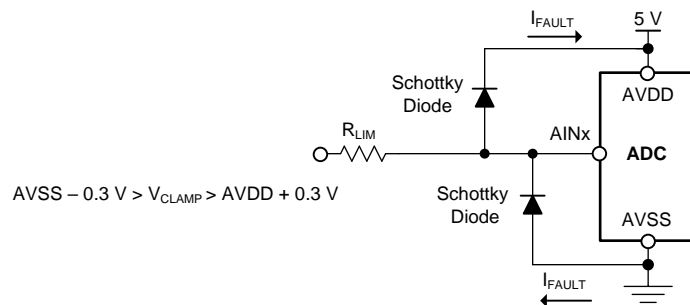 I_FAULT
5 V
Schottky
Diode
AVDD
R_LIM
AINx
ADC
AVSS – 0.3 V > V_CLAMP > AVDD + 0.3 V
Schottky
Diode
AVSS
I_FAULT